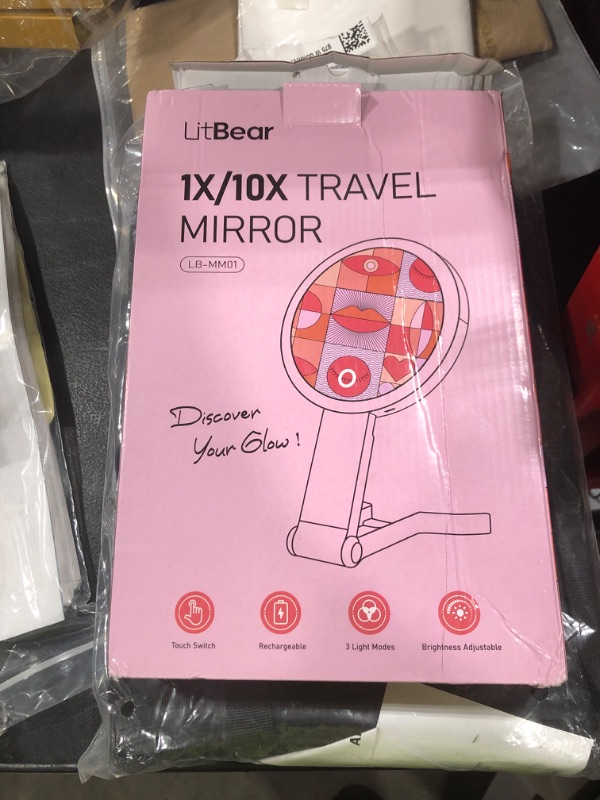 LitBear
1X/10X TRAVEL
MIRROR
LB-MM01
Discover
Your Glow!
Touch Switch
Rechargeable
3 Light Modes
Brightness Adjustable